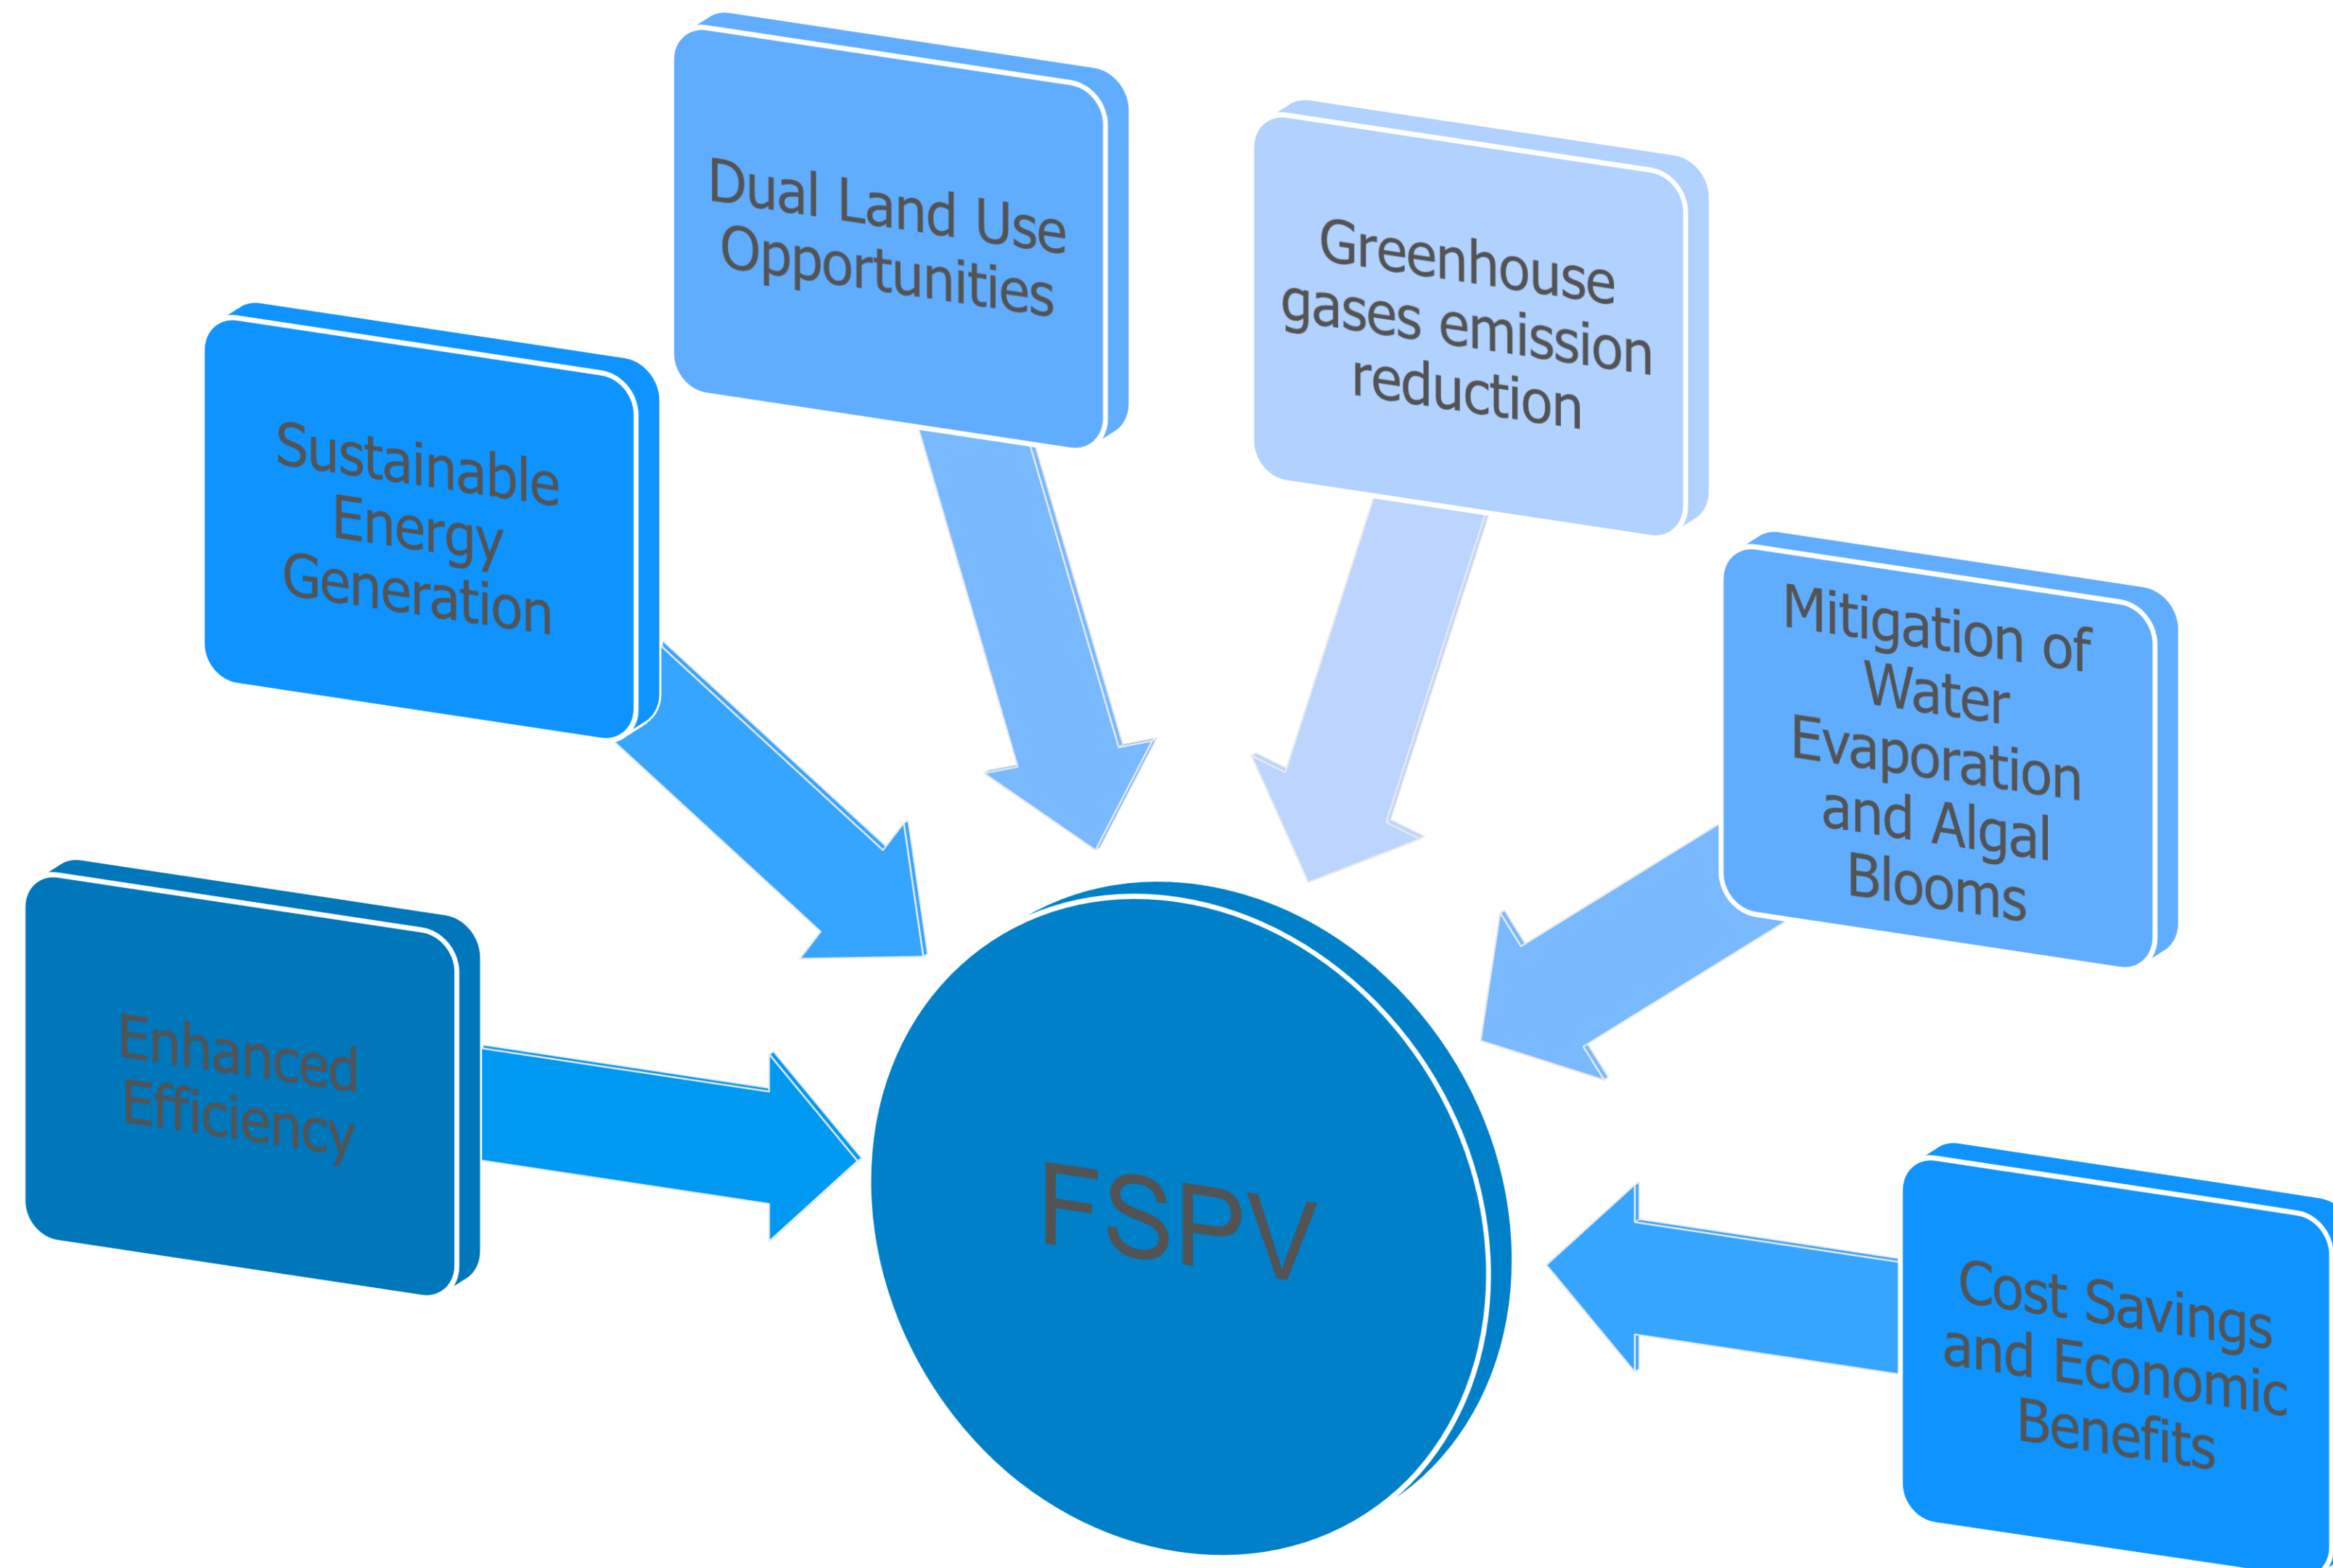 Dual Land Use
Opportunities
Greenhouse
gases emission
reduction
Sustainable
Energy
Generation
Mitigation of
Water
Evaporation
and Algal
Blooms
Enhanced
Efficiency
FSPV
Cost Savings
and Economic
Benefits